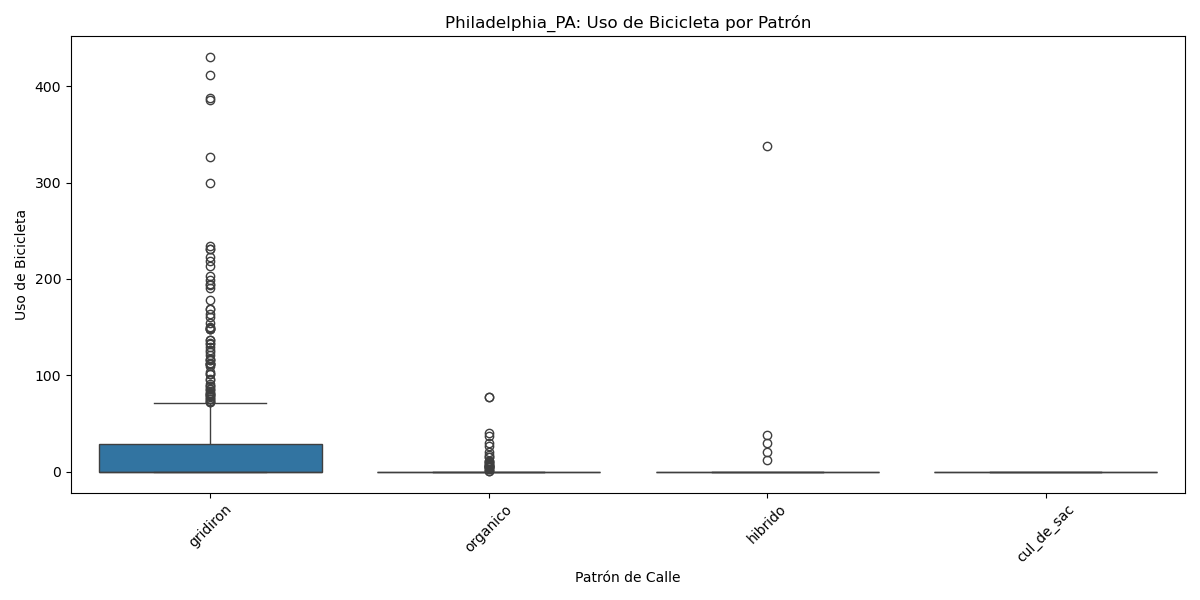 Philadelphia_PA: Uso de Bicicleta por Patrón
Uso de Bicicleta
400
300
200
100
0
gridiron
organico
hibrido
cul_de_sac
Patrón de Calle